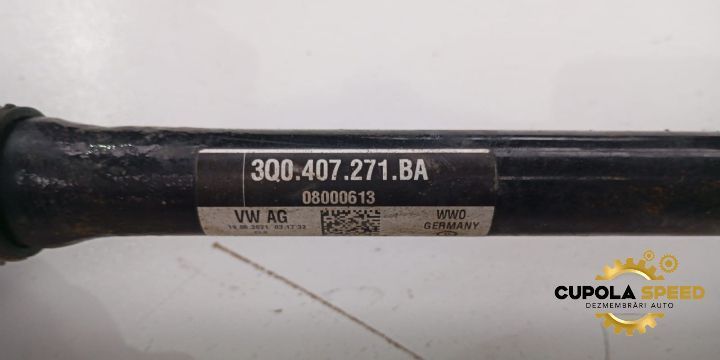 3Q0.407.271.BA
08000613
VW AG
WWO
GERMANY
CUPOLA SPEED
DEZMEMBRĂRI AUTO